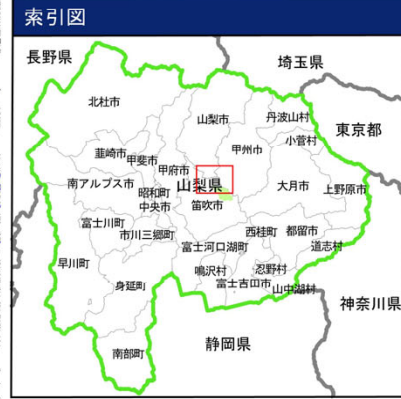 索引図
長野県
埼玉県
北杜市
山梨市
丹波山村
小菅村
東京都
甲州市
韮崎市
甲斐市
甲府市
南アルプス市
昭和町
山梨県
大月市
上野原市
中央市
笛吹市
富士川町
市川三郷町
西桂町
都留市
道志村
富士河口湖町
早川町
鳴沢村
忍野村
身延町
富士吉田市
山中湖村
神奈川県
静岡県
南部町